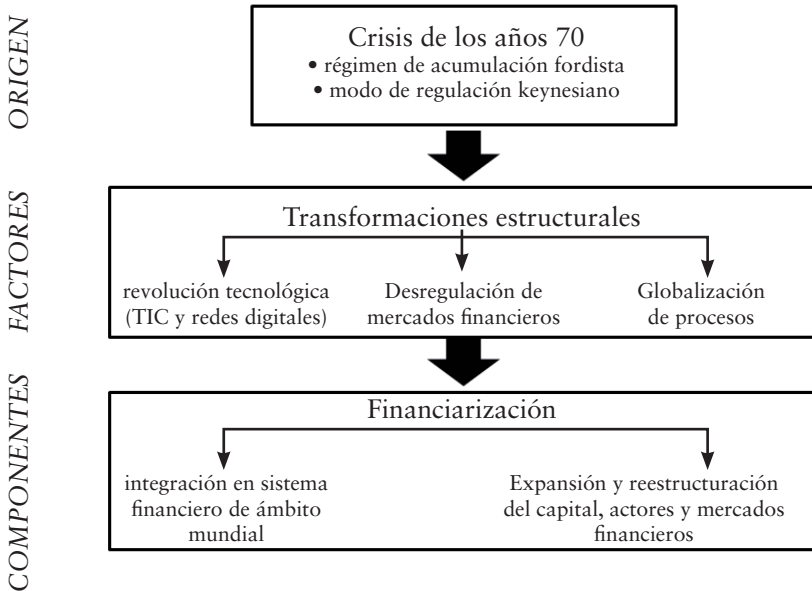 ORIGEN
Crisis de los años 70
• régimen de acumulación fordista
• modo de regulación keynesiano
FACTORES
Transformaciones estructurales
revolución tecnológica
(TIC y redes digitales)
Desregulación de
mercados financieros
Globalización
de procesos
COMPONENTES
Financiarización
integración en sistema
financiero de ámbito
mundial
Expansión y reestructuración
del capital, actores y mercados
financieros